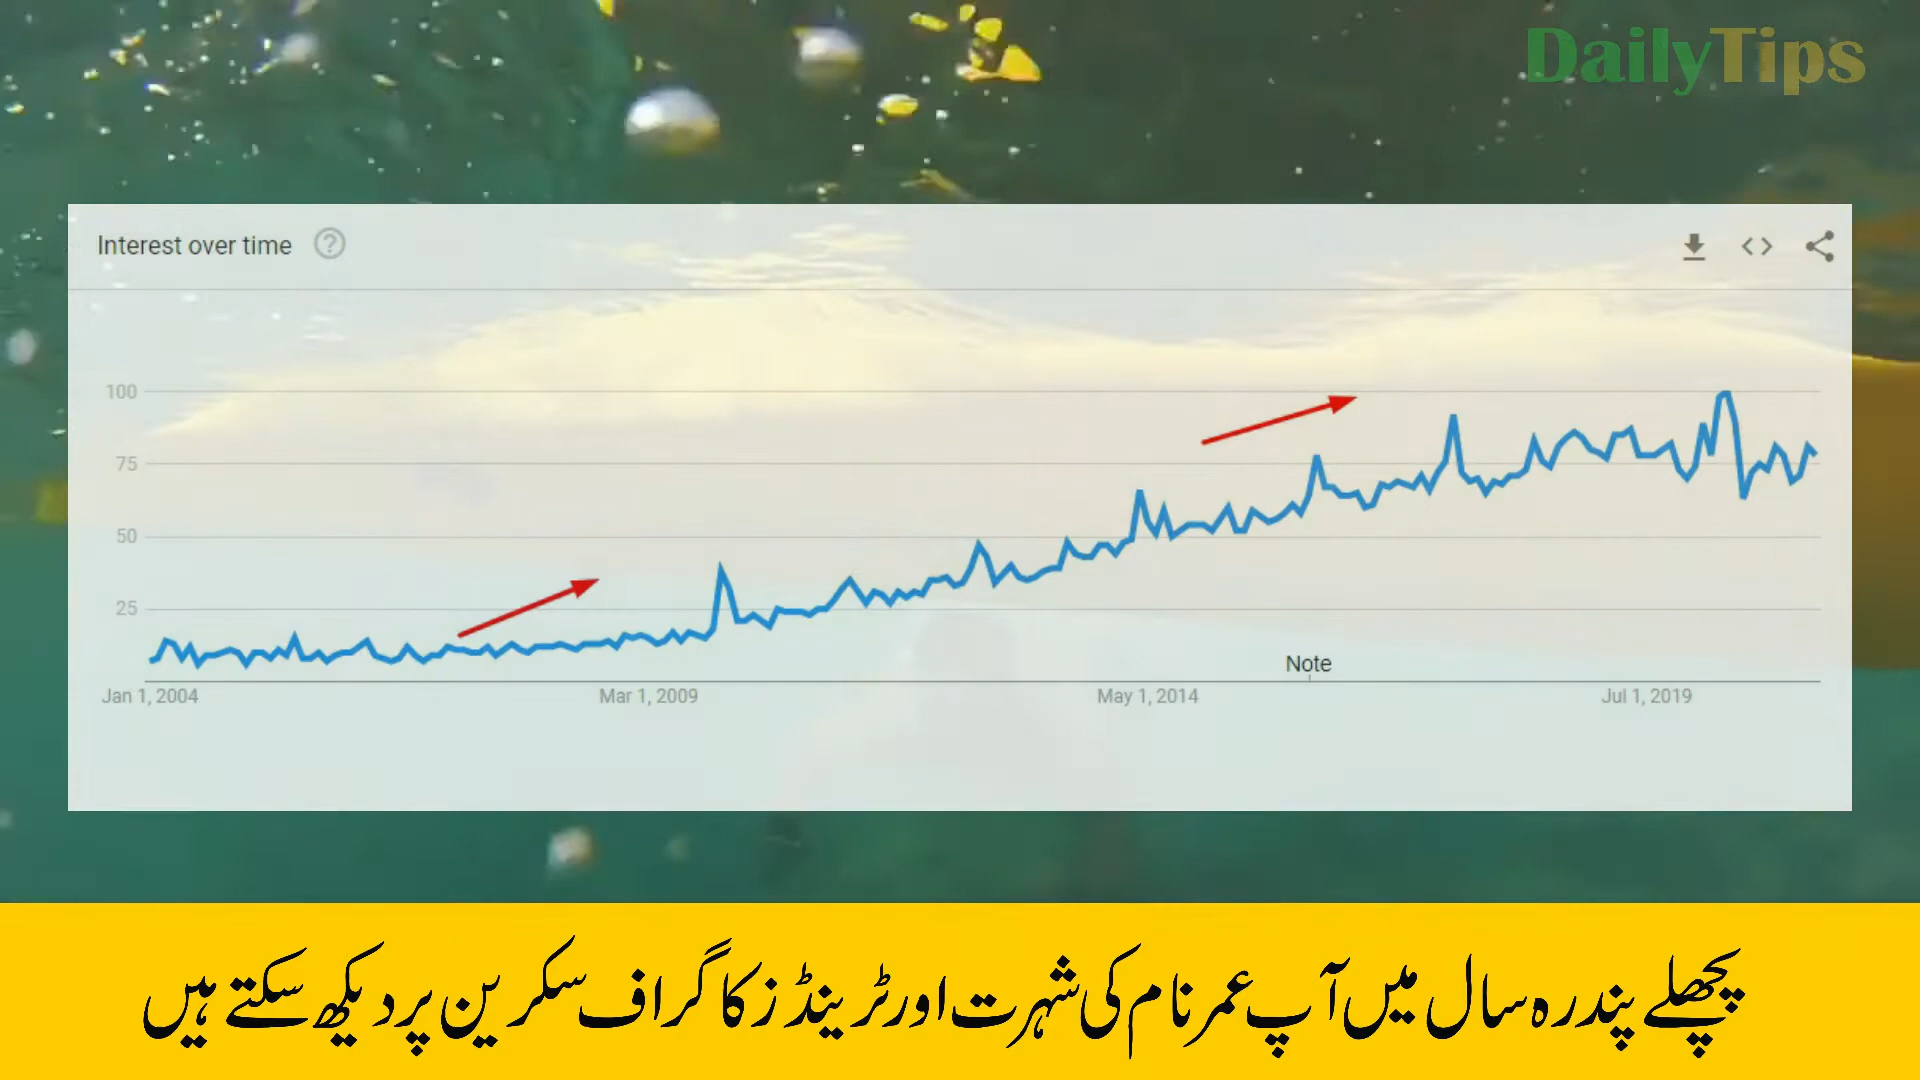 DailyTips
Interest over time
100
75
50
25
Note
Jan 1, 2004
Mar 1, 2009
May 1, 2014
Jul 1, 2019
پچھلے پندرہ سال میں آپ عمر نام کی شہرت اور ٹرینڈز کا گراف سکرین پر دیکھ سکتے ہیں